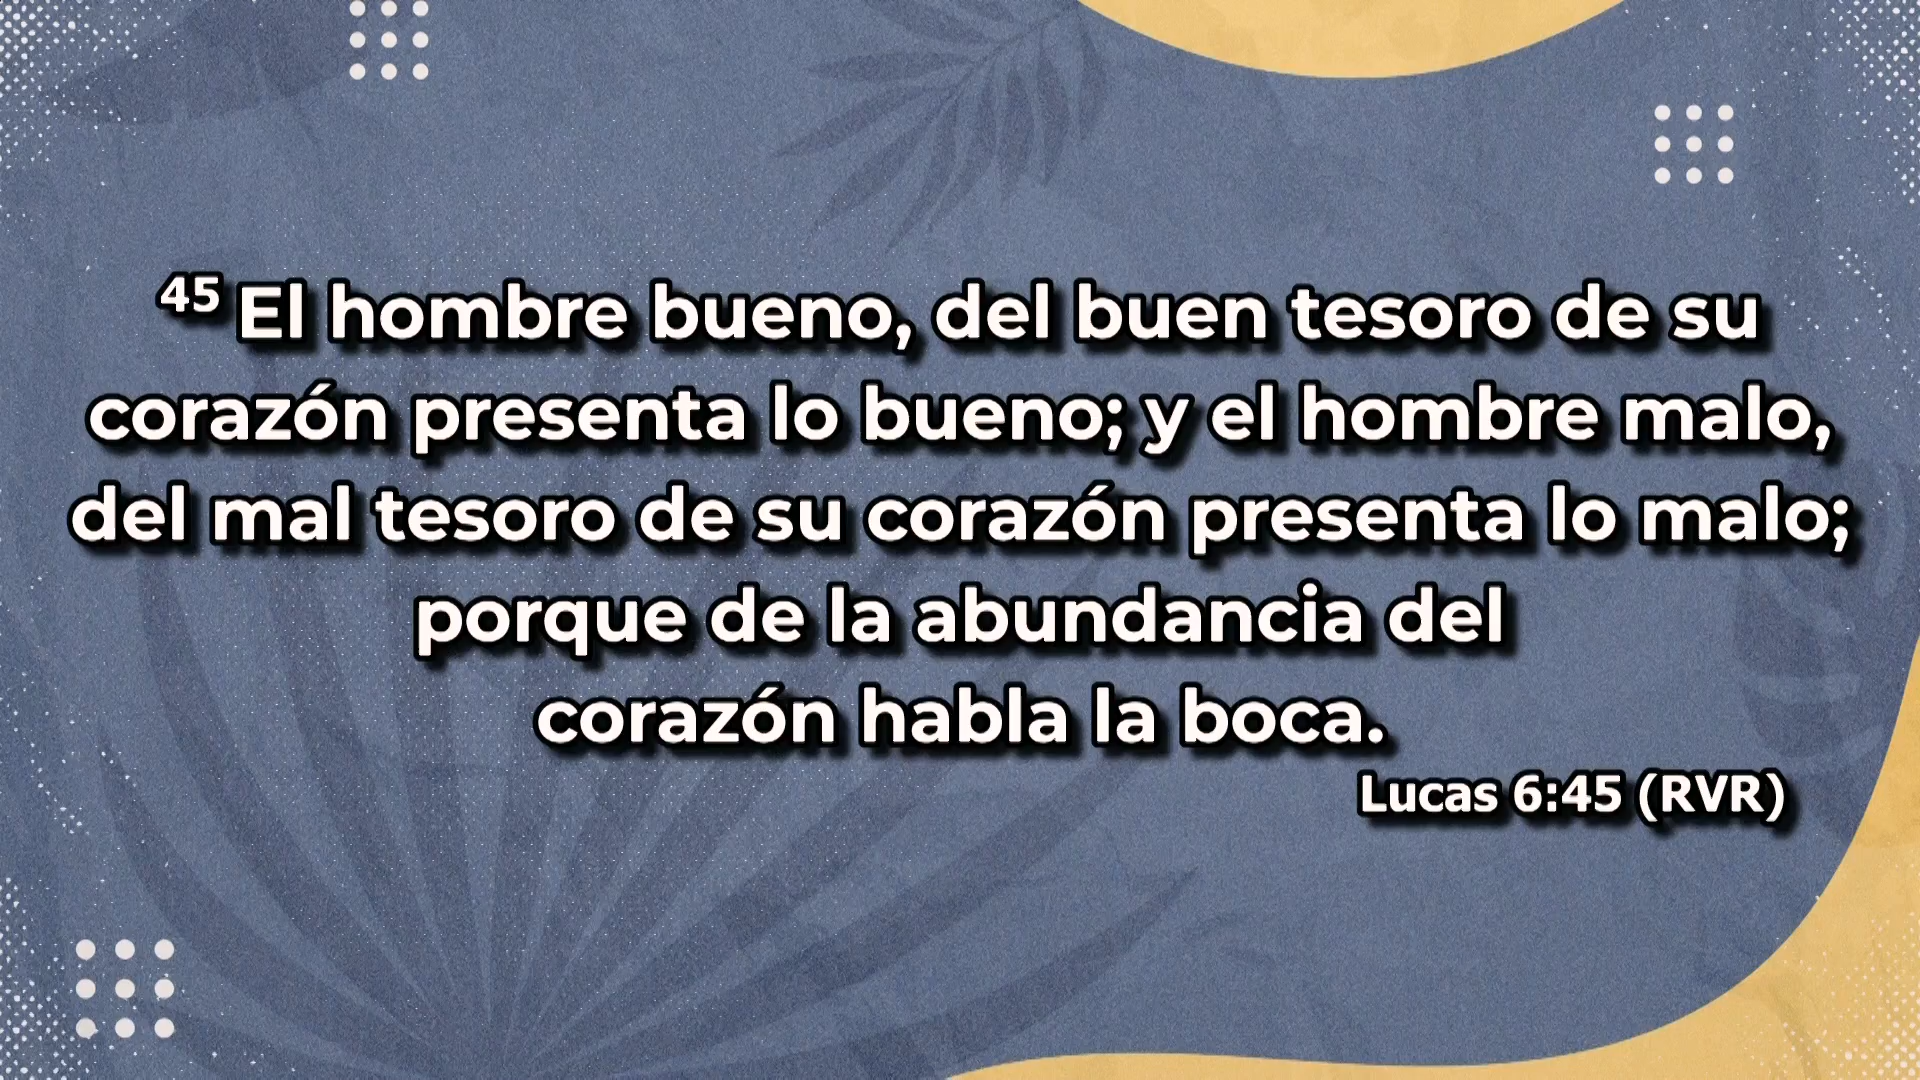 45 El hombre bueno, del buen tesoro de su
corazón presenta lo bueno; y el hombre malo,
del mal tesoro de su corazón presenta lo malo;
porque de la abundancia del
corazón habla la boca.
Lucas 6:45 (RVR)